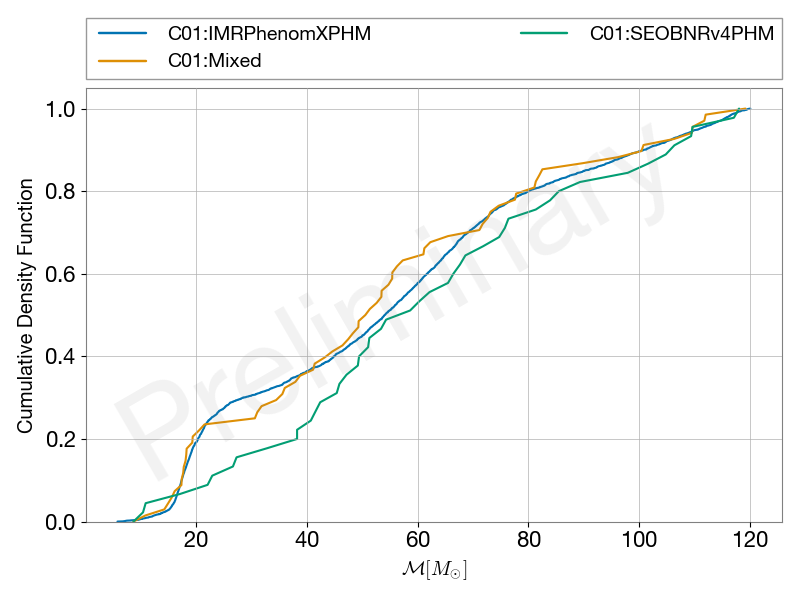 C01:IMRPhenomXPHM
C01:Mixed
C01:SEOBNRv4PHM
Cumulative Density Function
1.0
0.8
0.6
0.4
0.2
0.0
Preliminary
20 40 60 80 100 120
ℳ[M⊙]